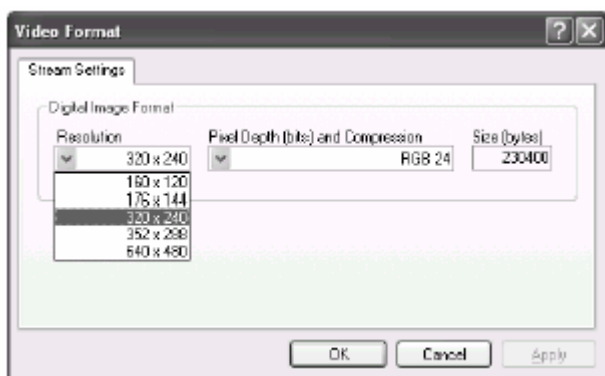 Video Format
Stream Settings
Digital Image Format
Resolution Pixel Depth (bits) and Compression Size (bytes)
320 x 240 RGB 24 230400
160 x 120
176 x 144
320 x 240
352 x 288
640 x 480
OK Cancel Apply